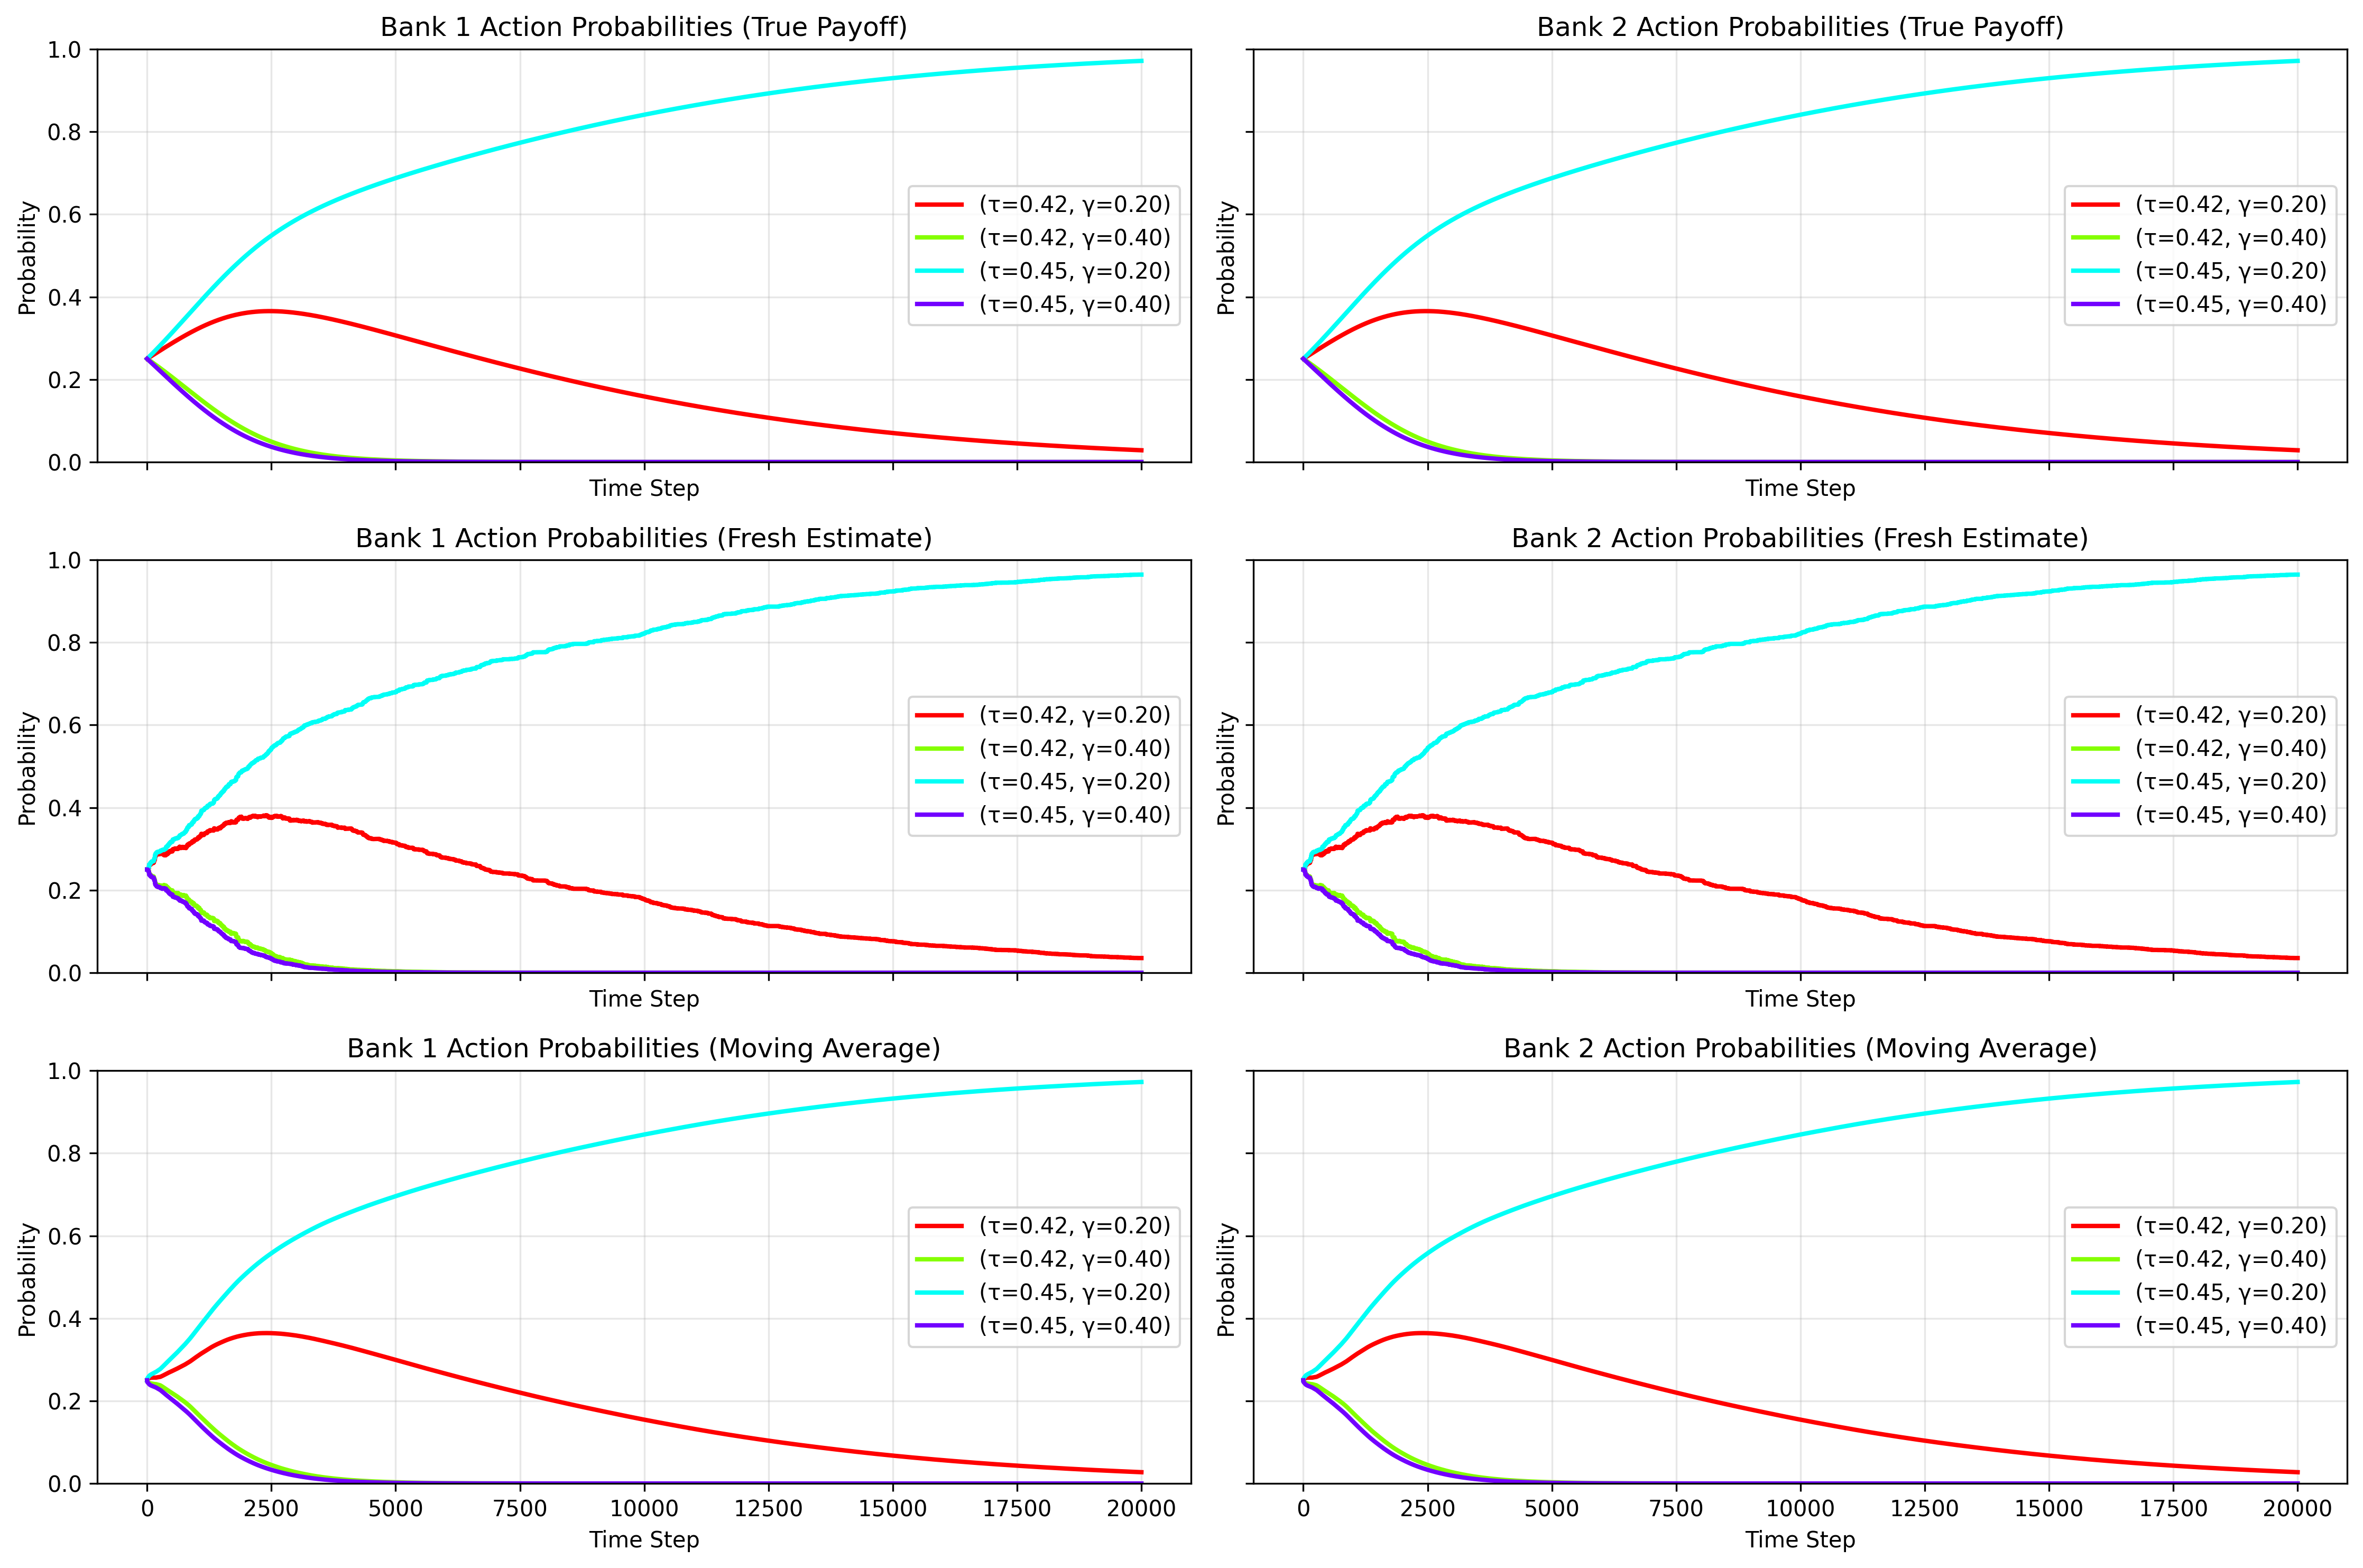 Bank 1 Action Probabilities (True Payoff)
1.0
0.8
0.6
0.4
0.2
0.0
Probability
(τ=0.42, γ=0.20)
(τ=0.42, γ=0.40)
(τ=0.45, γ=0.20)
(τ=0.45, γ=0.40)
Time Step
Bank 2 Action Probabilities (True Payoff)
Probability
(τ=0.42, γ=0.20)
(τ=0.42, γ=0.40)
(τ=0.45, γ=0.20)
(τ=0.45, γ=0.40)
Time Step
Bank 1 Action Probabilities (Fresh Estimate)
1.0
0.8
0.6
0.4
0.2
0.0
Probability
(τ=0.42, γ=0.20)
(τ=0.42, γ=0.40)
(τ=0.45, γ=0.20)
(τ=0.45, γ=0.40)
Time Step
Bank 2 Action Probabilities (Fresh Estimate)
Probability
(τ=0.42, γ=0.20)
(τ=0.42, γ=0.40)
(τ=0.45, γ=0.20)
(τ=0.45, γ=0.40)
Time Step
Bank 1 Action Probabilities (Moving Average)
1.0
0.8
0.6
0.4
0.2
0.0
Probability
(τ=0.42, γ=0.20)
(τ=0.42, γ=0.40)
(τ=0.45, γ=0.20)
(τ=0.45, γ=0.40)
0 2500 5000 7500 10000 12500 15000 17500 20000
Time Step
Bank 2 Action Probabilities (Moving Average)
Probability
(τ=0.42, γ=0.20)
(τ=0.42, γ=0.40)
(τ=0.45, γ=0.20)
(τ=0.45, γ=0.40)
0 2500 5000 7500 10000 12500 15000 17500 20000
Time Step